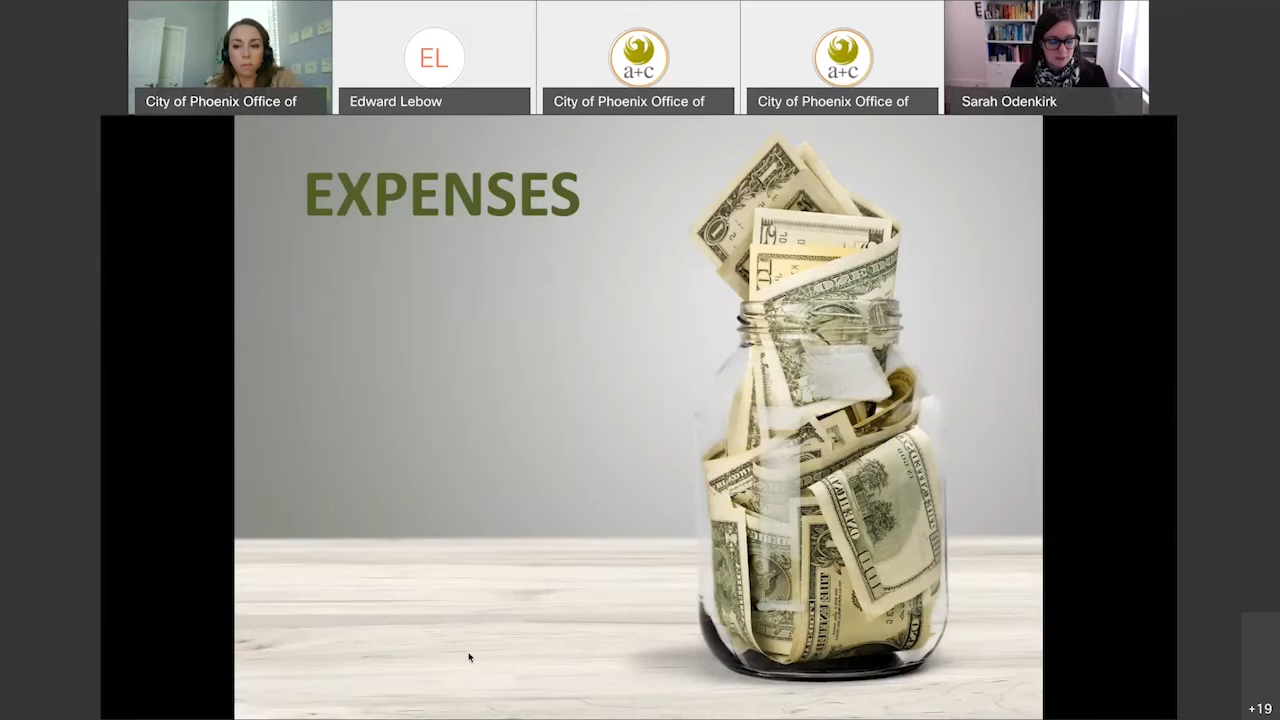 EL
a+c
a+c
City of Phoenix Office of
Edward Lebow
City of Phoenix Office of
City of Phoenix Office of
Sarah Odenkirk
EXPENSES
+19